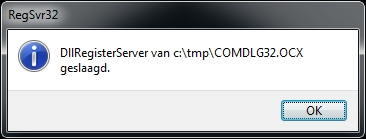 RegSvr32
DllRegisterServer van c:\tmp\COMDLG32.OCX
geslaagd.
OK